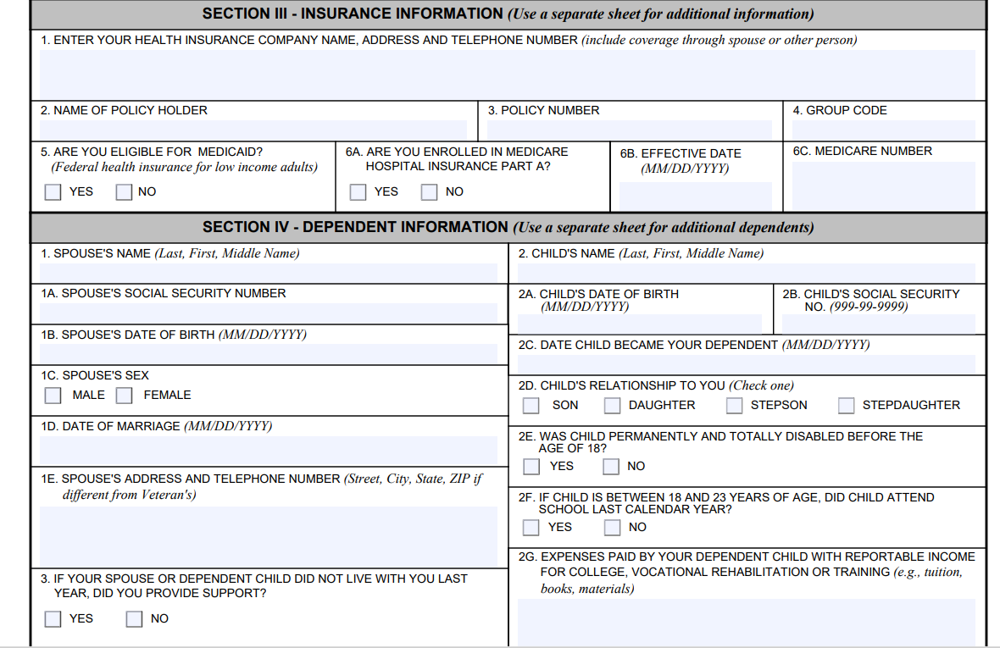 SECTION III - INSURANCE INFORMATION (Use a separate sheet for additional information)
1. ENTER YOUR HEALTH INSURANCE COMPANY NAME, ADDRESS AND TELEPHONE NUMBER (include coverage through spouse or other person)
2. NAME OF POLICY HOLDER
3. POLICY NUMBER
4. GROUP CODE
5. ARE YOU ELIGIBLE FOR MEDICAID?
(Federal health insurance for low income adults)
YES NO
6A. ARE YOU ENROLLED IN MEDICARE
HOSPITAL INSURANCE PART A?
YES NO
6B. EFFECTIVE DATE
(MM/DD/YYYY)
6C. MEDICARE NUMBER
SECTION IV - DEPENDENT INFORMATION (Use a separate sheet for additional dependents)
1. SPOUSE'S NAME (Last, First, Middle Name)
1A. SPOUSE'S SOCIAL SECURITY NUMBER
1B. SPOUSE'S DATE OF BIRTH (MM/DD/YYYY)
1C. SPOUSE'S SEX
MALE FEMALE
1D. DATE OF MARRIAGE (MM/DD/YYYY)
1E. SPOUSE'S ADDRESS AND TELEPHONE NUMBER (Street, City, State, ZIP if
different from Veteran's)
3. IF YOUR SPOUSE OR DEPENDENT CHILD DID NOT LIVE WITH YOU LAST
YEAR, DID YOU PROVIDE SUPPORT?
YES NO
2. CHILD'S NAME (Last, First, Middle Name)
2A. CHILD'S DATE OF BIRTH
(MM/DD/YYYY)
2B. CHILD'S SOCIAL SECURITY
NO. (999-99-9999)
2C. DATE CHILD BECAME YOUR DEPENDENT (MM/DD/YYYY)
2D. CHILD'S RELATIONSHIP TO YOU (Check one)
SON DAUGHTER STEPSON STEPDAUGHTER
2E. WAS CHILD PERMANENTLY AND TOTALLY DISABLED BEFORE THE
AGE OF 18?
YES NO
2F. IF CHILD IS BETWEEN 18 AND 23 YEARS OF AGE, DID CHILD ATTEND
SCHOOL LAST CALENDAR YEAR?
YES NO
2G. EXPENSES PAID BY YOUR DEPENDENT CHILD WITH REPORTABLE INCOME
FOR COLLEGE, VOCATIONAL REHABILITATION OR TRAINING (e.g., tuition,
books, materials)